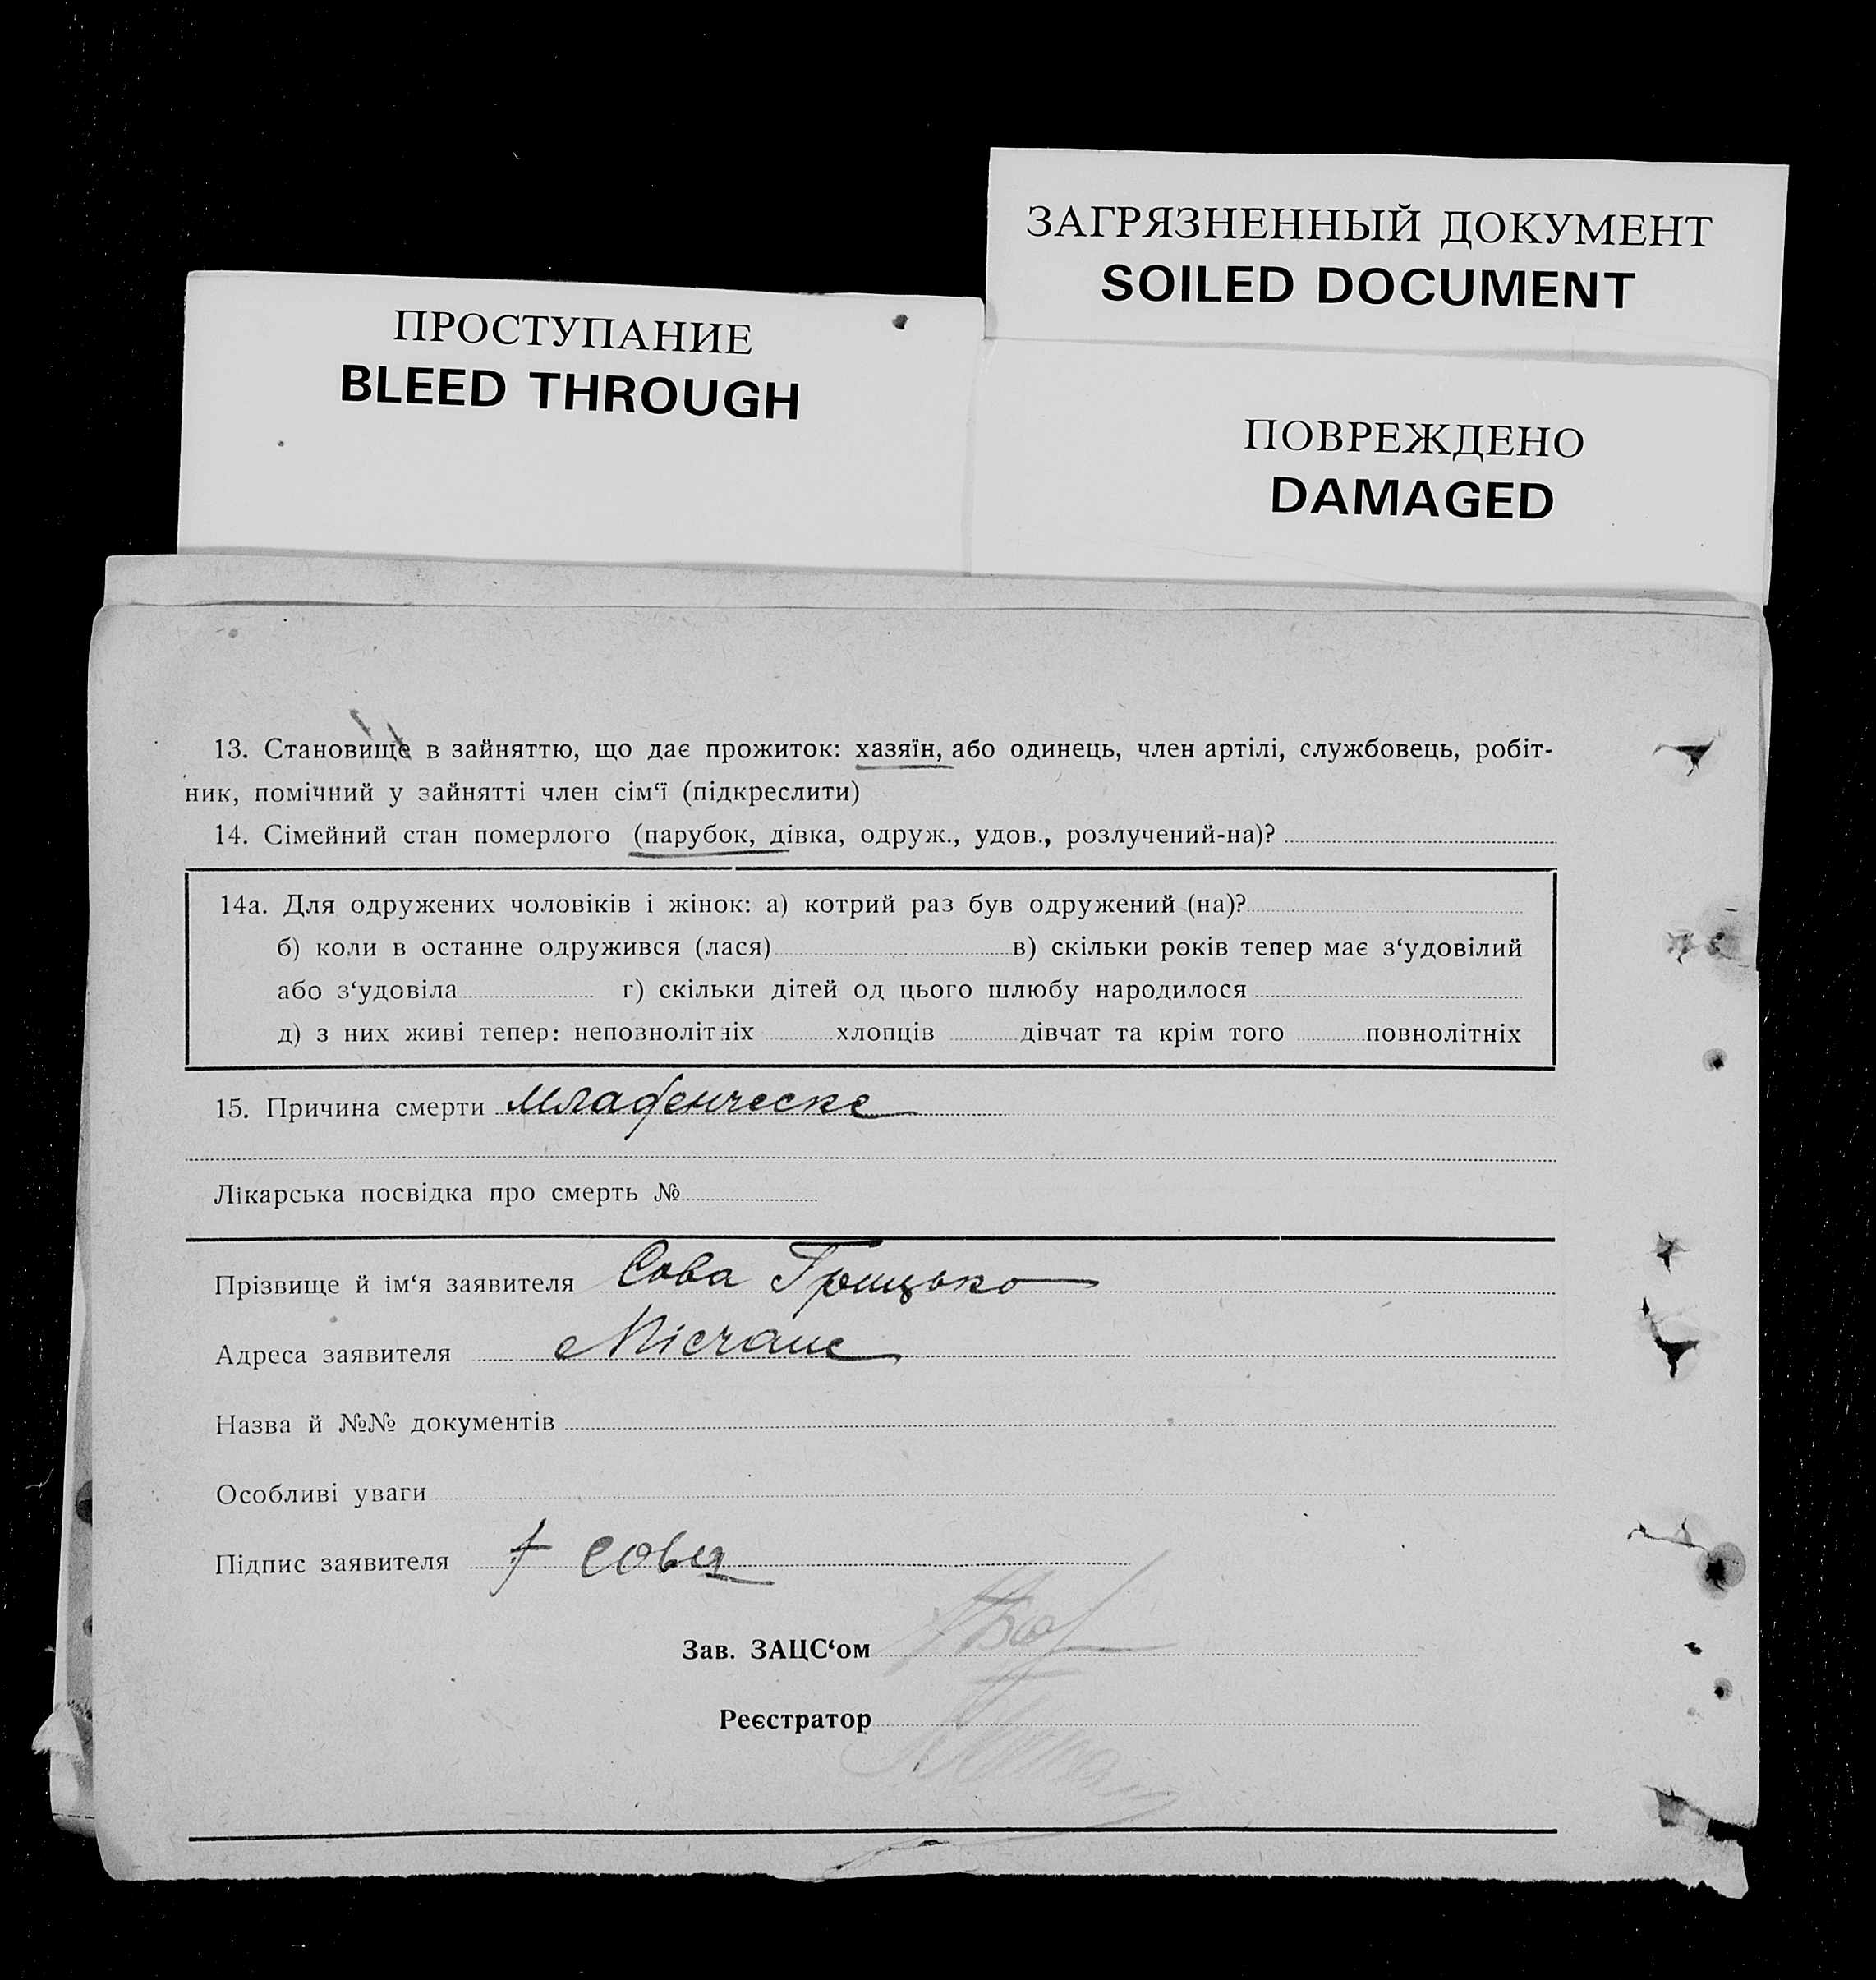 ЗАГРЯЗНЕННЫЙ ДОКУМЕНТ
SOILED DOCUMENT
ПРОСТУПАНИЕ
BLEED THROUGH
ПОВРЕЖДЕНО
DAMAGED
13. Становище в зайняттю, що дає прожиток: хазяїн, або одинець, член артілі, службовець, робіт-
ник, помічний у зайнятті член сім‘ї (підкреслити)
14. Сімейний стан померлого (парубок, дівка, одруж., удов., розлучений-на)?
14а. Для одружених чоловіків і жінок: а) котрий раз був одружений (на)?
б) коли в останне одружився (лася) в) скільки років тепер має з‘удовілий
або з‘удовіла г) скільки дітей од цього шлюбу народилося
д) з них живі тепер: неповнолітніх хлопців дівчат та крім того повнолітніх
15. Причина смерти Младенческе
Лікарська посвідка про смерть №
Прізвище й ім‘я заявителя Сова Грицько
Адреса заявителя
Назва й №№ документів
Особливі уваги
Підпис заявителя Сова
Зав. ЗАЦС‘ом
Реєстратор